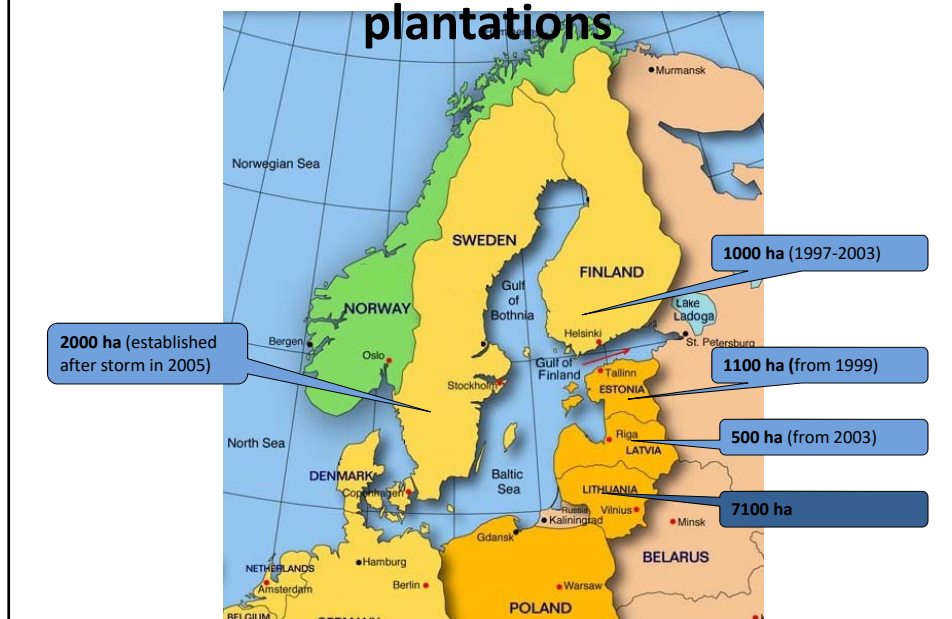 plantations
Murmansk
Norwegian Sea
SWEDEN
1000 ha (1997-2003)
FINLAND
Gulf
of
Bothnia
NORWAY
Lake
Ladoga
2000 ha (established
after storm in 2005)
Bergen
Helsinki
St. Petersburg
Oslo
Gulf of
Finland
1100 ha (from 1999)
Tallinn
Stockholm
ESTONIA
North Sea
500 ha (from 2003)
Riga
LATVIA
DENMARK
Baltic
Sea
Copenhagen
LITHUANIA
7100 ha
Russia
Vilnius
Kaliningrad
Minsk
Gdansk
BELARUS
Hamburg
NETHERLANDS
Amsterdam
Berlin
Warsaw
POLAND
BELGIUM
GERMANY